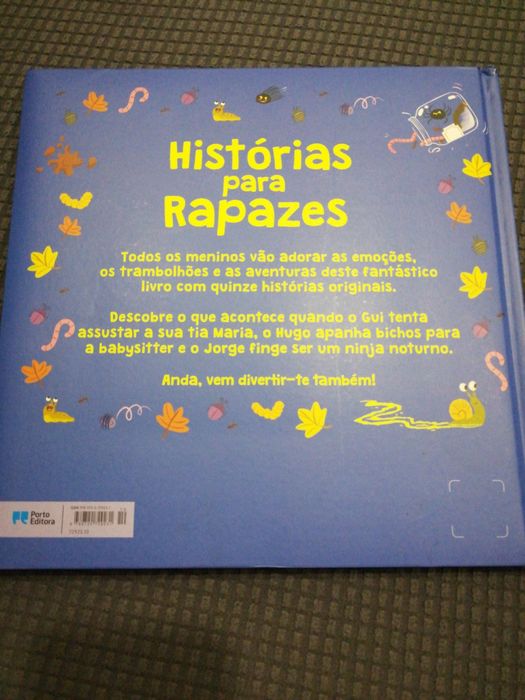 Histórias
para
Rapazes
Todos os meninos vão adorar as emoções,
os trambolhões e as aventuras deste fantástico
livro com quinze histórias originais.
Descobre o que acontece quando o Gui tenta
assustar a sua tia Maria, o Hugo apanha bichos para
a babysitter e o Jorge finge ser um ninja noturno.
Anda, vem divertir-te também!
Porto
Editora